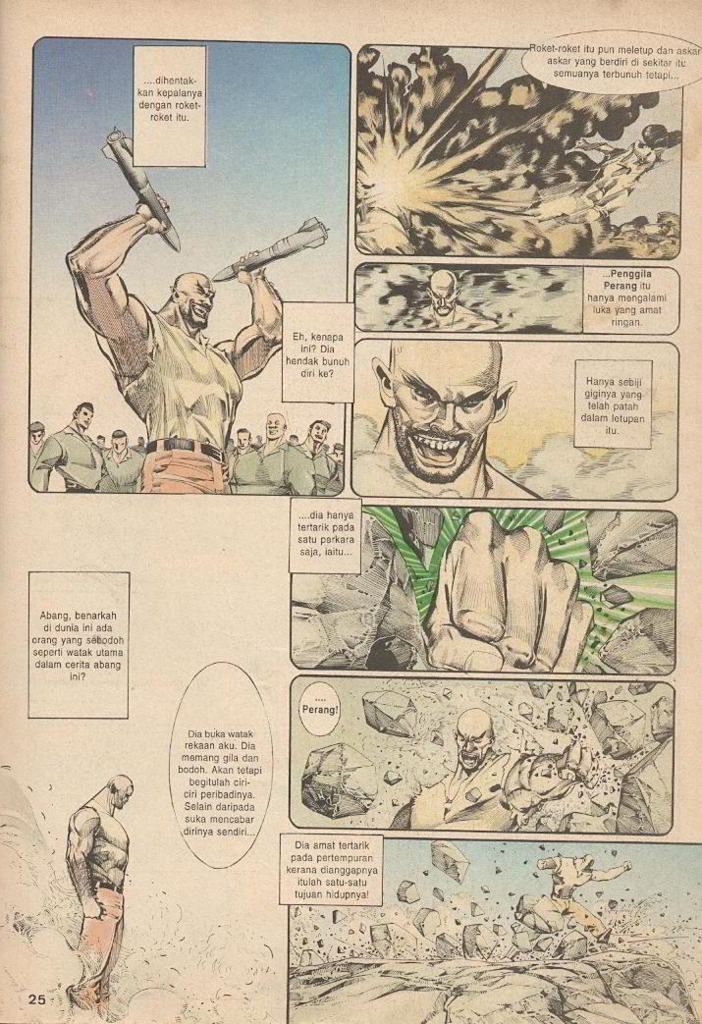 ....dihentak-
kan kepalanya
dengan roket-
roket itu.
Roket-roket itu pun meletup dan askar-
askar yang berdiri di sekitar itu
semuanya terbunuh tetapi...
Eh, kenapa
ini? Dia
hendak bunuh
diri ke?
...Penggila
Perang itu
hanya mengalami
luka yang amat
ringan.
Hanya sebiji
giginya yang
telah patah
dalam letupan
itu.
....dia hanya
tertarik pada
satu perkara
saja, iaitu...
....
Perang!
Abang, benarkah
di dunia ini ada
orang yang sebodoh
seperti watak utama
dalam cerita abang
ini?
Dia buka watak
rekaan aku. Dia
memang gila dan
bodoh. Akan tetapi
begitulah ciri-
ciri peribadinya.
Selain daripada
suka mencabar
dirinya sendiri...
Dia amat tertarik
pada pertempuran
kerana dianggapnya
itulah satu-satu
tujuan hidupnya!
25